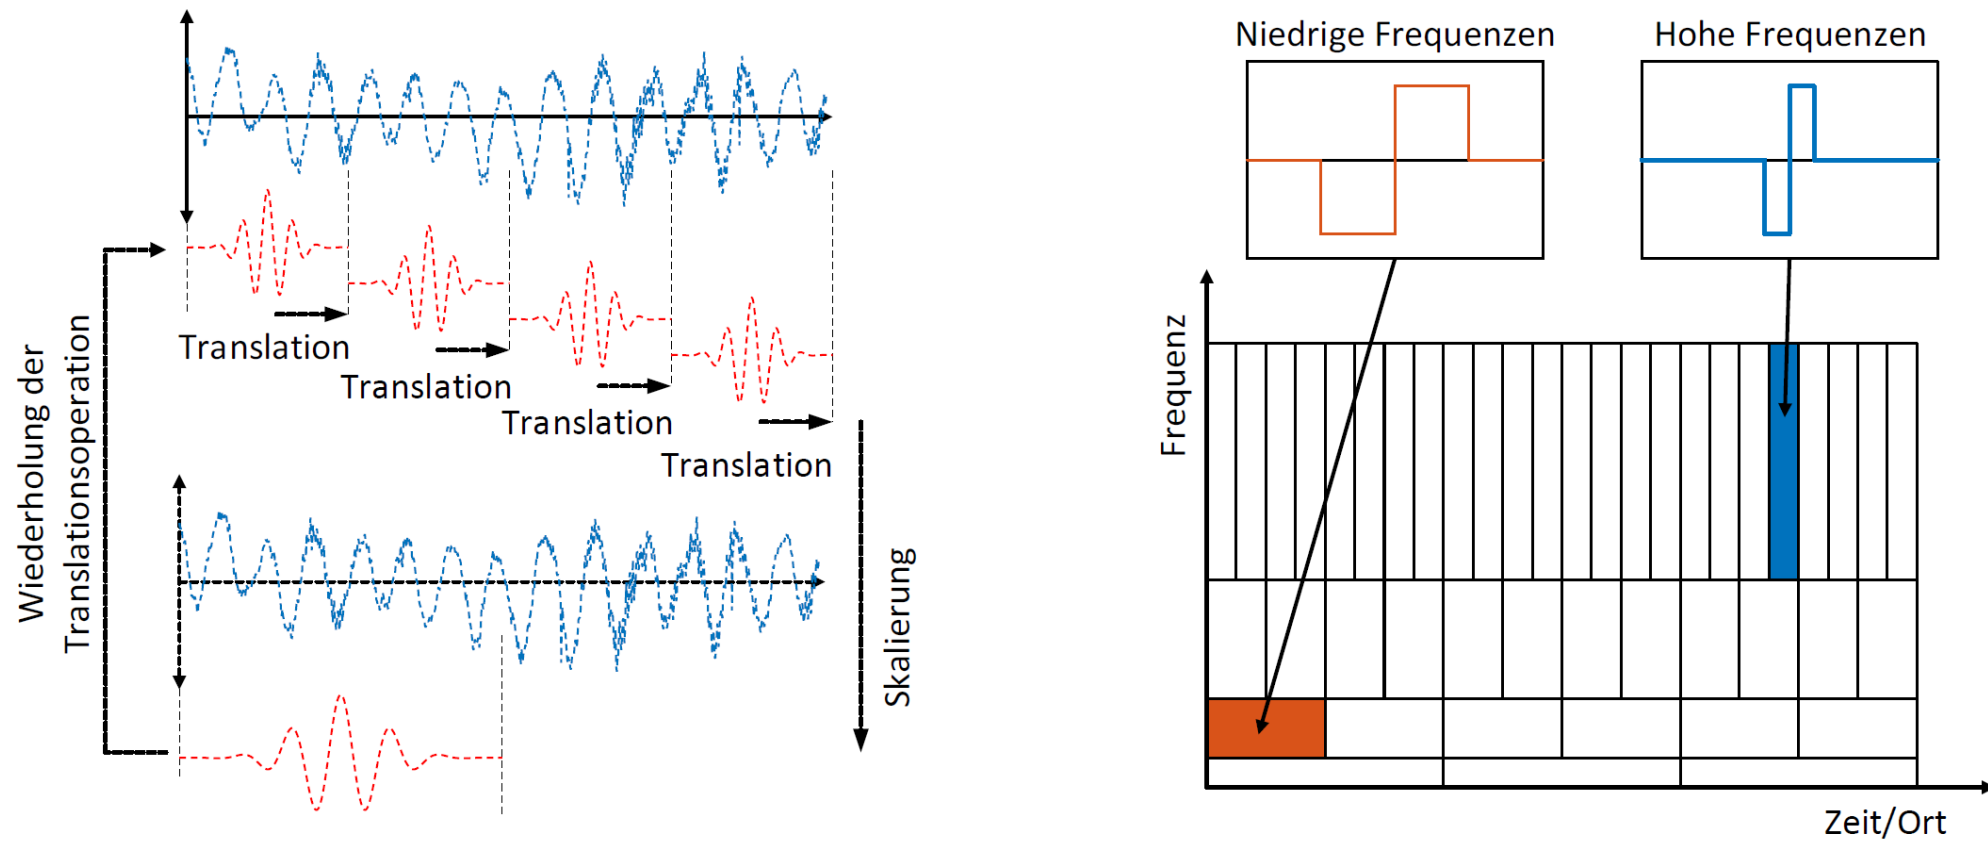 Wiederholung der
Translationsoperation
Translation
Translation
Translation
Translation
Skalierung
Niedrige Frequenzen
Hohe Frequenzen
Frequenz
Zeit/Ort